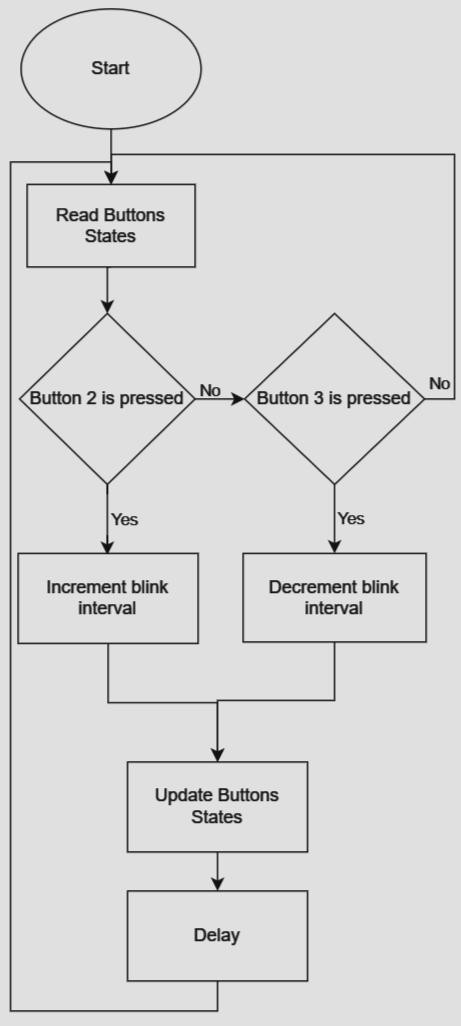 Start
Read Buttons
States
Button 2 is pressed
No
Button 3 is pressed
No
Yes
Yes
Increment blink
interval
Decrement blink
interval
Update Buttons
States
Delay